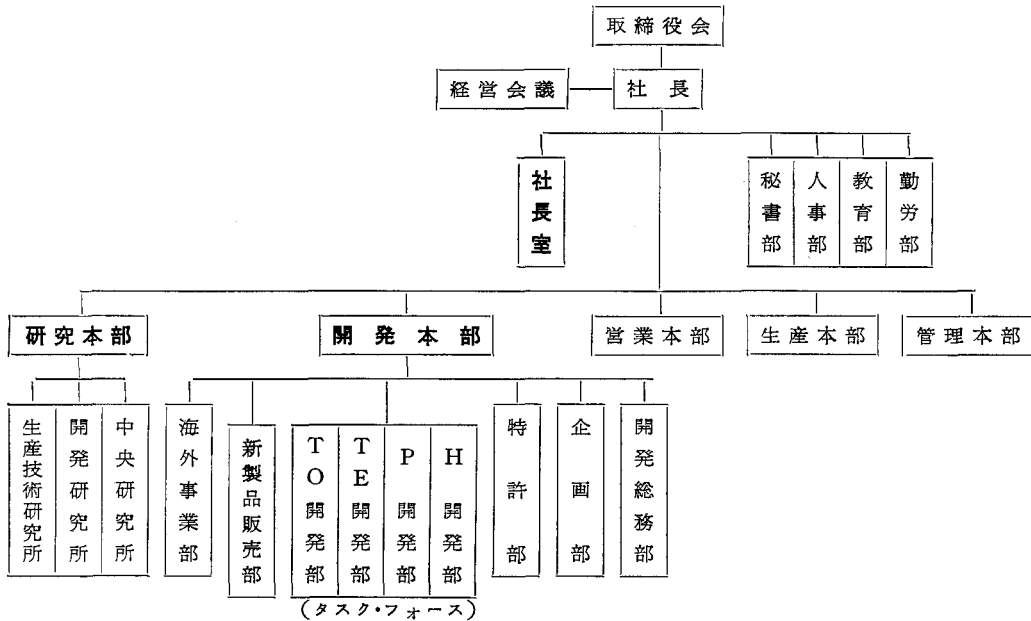 取締役会
経営会議
社長
社長室
秘書部
人事部
教育部
勤労部
研究本部
開発本部
営業本部
生産本部
管理本部
生産技術研究所
開発研究所
中央研究所
海外事業部
新製品販売部
TO開発部
TE開発部
P開発部
H開発部
特許部
企画部
開発総務部
(タスク・フォース)